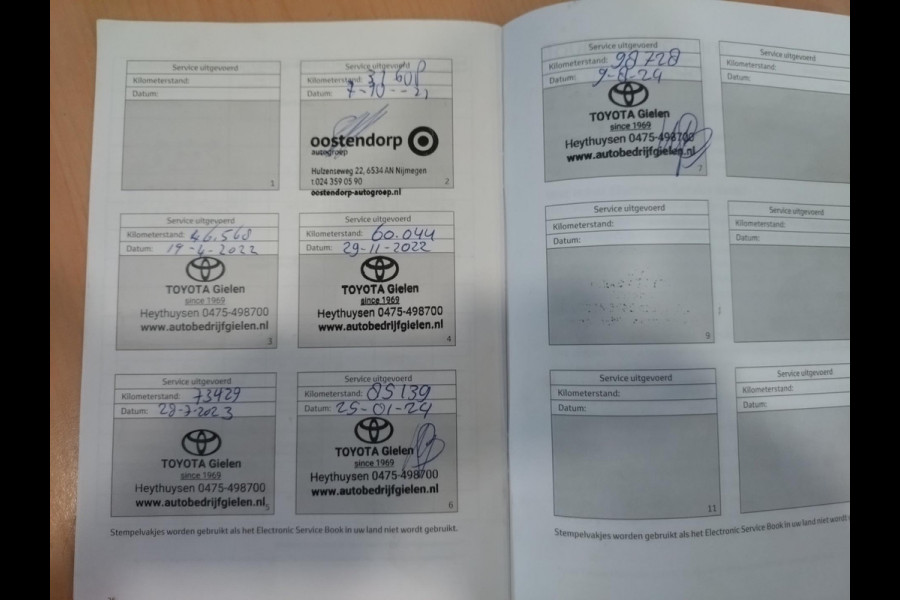 Service uitgevoerd
Kilometerstand:
Datum:
1
Service uitgevoerd
Kilometerstand:
Datum: 7-10--21
oostendorp
autogroep
Hulzenseweg 22, 6534 AN Nijmegen
t 024 359 05 90
oostendorp-autogroep.nl
2
Service uitgevoerd
Kilometerstand: 46.568
Datum: 19-4-2022
TOYOTA Gielen
since 1969
Heythuysen 0475-498700
www.autobedrijfgielen.nl
3
Service uitgevoerd
Kilometerstand: 60.044
Datum: 29-11-2022
TOYOTA Gielen
since 1969
Heythuysen 0475-498700
www.autobedrijfgielen.nl
4
Service uitgevoerd
Kilometerstand: 73429
Datum: 28-7-2023
TOYOTA Gielen
since 1969
Heythuysen 0475-498700
www.autobedrijfgielen.nl
5
Service uitgevoerd
Kilometerstand: 85139
Datum: 25-01-24
TOYOTA Gielen
since 1969
Heythuysen 0475-498700
www.autobedrijfgielen.nl
6
Stempelvakjes worden gebruikt als het Electronic Service Book in uw land niet wordt gebruikt.
Service uitgevoerd
Kilometerstand: 98728
Datum: 9-8-24
TOYOTA Gielen
since 1969
Heythuysen 0475-498700
www.autobedrijfgielen.nl
7
Service uitgevoerd
Kilometerstand:
Datum:
Service uitgevoerd
Kilometerstand:
Datum:
9
Service uitgevoerd
Kilometerstand:
Datum:
Service uitgevoerd
Kilometerstand:
Datum:
11
Service uitgevoerd
Kilometerstand:
Datum:
Stempelvakjes worden gebruikt als het Electronic Service Book in uw land niet wordt